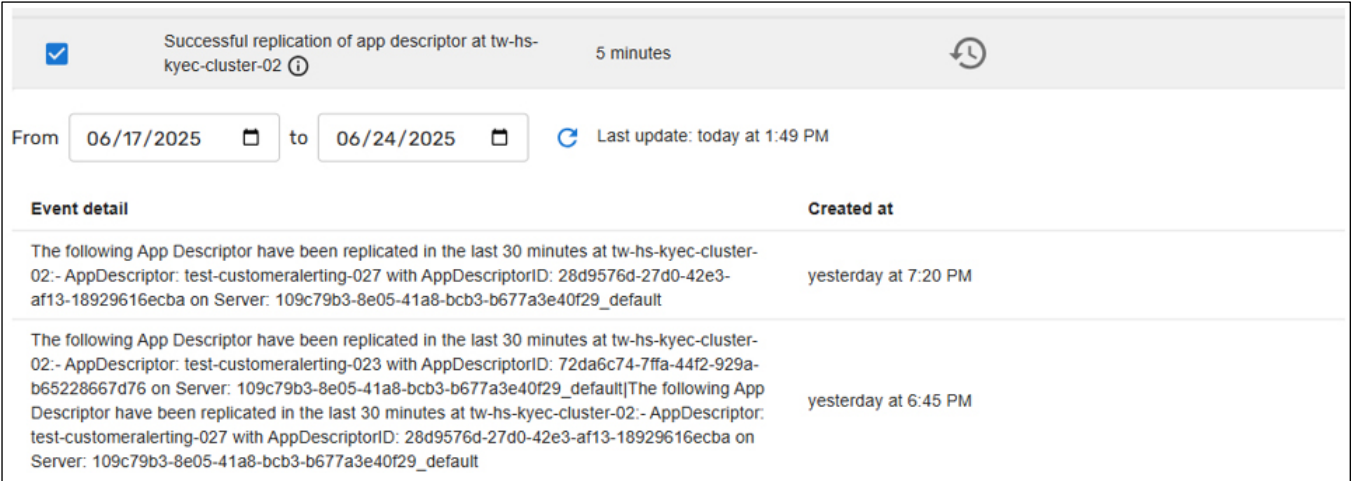 Successful replication of app descriptor at tw-hs-
kyec-cluster-02
5 minutes
From 06/17/2025 to 06/24/2025 Last update: today at 1:49 PM
Event detail Created at
The following App Descriptor have been replicated in the last 30 minutes at tw-hs-kyec-cluster-
02:- AppDescriptor: test-customeralerting-027 with AppDescriptorID: 28d9576d-27d0-42e3-
af13-18929616ecba on Server: 109c79b3-8e05-41a8-bcb3-b677a3e40f29_default
yesterday at 7:20 PM
The following App Descriptor have been replicated in the last 30 minutes at tw-hs-kyec-cluster-
02:- AppDescriptor: test-customeralerting-023 with AppDescriptorID: 72da6c74-7ffa-44f2-929a-
b65228667d76 on Server: 109c79b3-8e05-41a8-bcb3-b677a3e40f29_default|The following App
Descriptor have been replicated in the last 30 minutes at tw-hs-kyec-cluster-02:- AppDescriptor:
test-customeralerting-027 with AppDescriptorID: 28d9576d-27d0-42e3-af13-18929616ecba on
Server: 109c79b3-8e05-41a8-bcb3-b677a3e40f29_default
yesterday at 6:45 PM